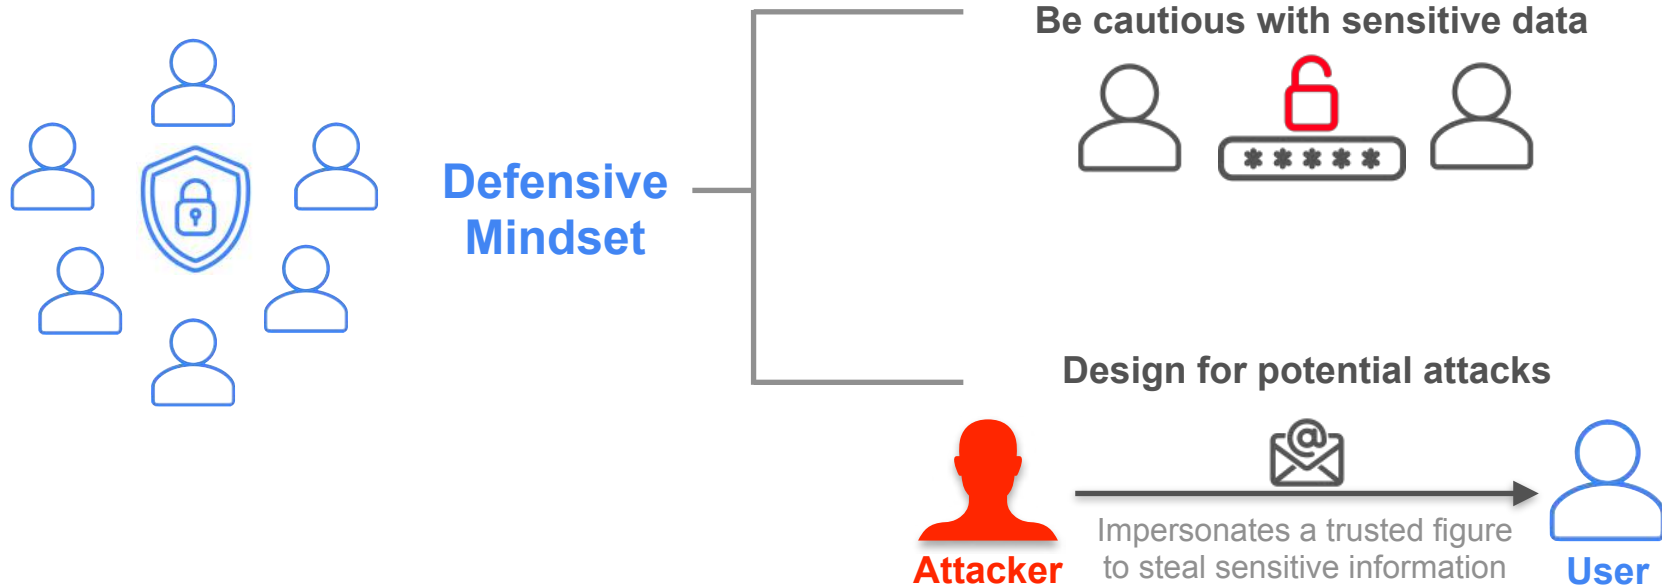 Be cautious with sensitive data
*****
Defensive
Mindset
Design for potential attacks
@
Impersonates a trusted figure
to steal sensitive information
Attacker
User